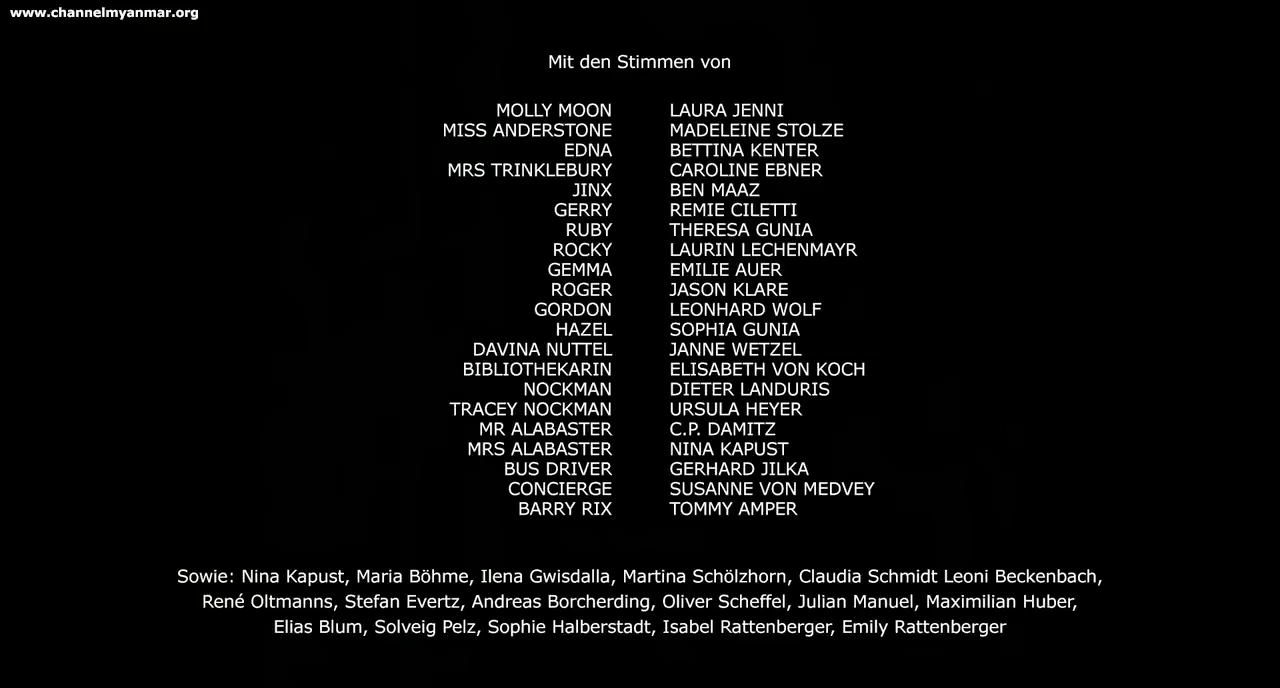 www.channelmyanmar.org
Mit den Stimmen von
MOLLY MOON LAURA JENNI
MISS ANDERSTONE MADELEINE STOLZE
EDNA BETTINA KENTER
MRS TRINKLEBURY CAROLINE EBNER
JINX BEN MAAZ
GERRY REMIE CILETTI
RUBY THERESA GUNIA
ROCKY LAURIN LECHENMAYR
GEMMA EMILIE AUER
ROGER JASON KLARE
GORDON LEONHARD WOLF
HAZEL SOPHIA GUNIA
DAVINA NUTTEL JANNE WETZEL
BIBLIOTHEKARIN ELISABETH VON KOCH
NOCKMAN DIETER LANDURIS
TRACEY NOCKMAN URSULA HEYER
MR ALABASTER C.P. DAMITZ
MRS ALABASTER NINA KAPUST
BUS DRIVER GERHARD JILKA
CONCIERGE SUSANNE VON MEDVEY
BARRY RIX TOMMY AMPER
Sowie: Nina Kapust, Maria Böhme, Ilena Gwisdalla, Martina Schölzhorn, Claudia Schmidt Leoni Beckenbach,
René Oltmanns, Stefan Evertz, Andreas Borcherding, Oliver Scheffel, Julian Manuel, Maximilian Huber,
Elias Blum, Solveig Pelz, Sophie Halberstadt, Isabel Rattenberger, Emily Rattenberger